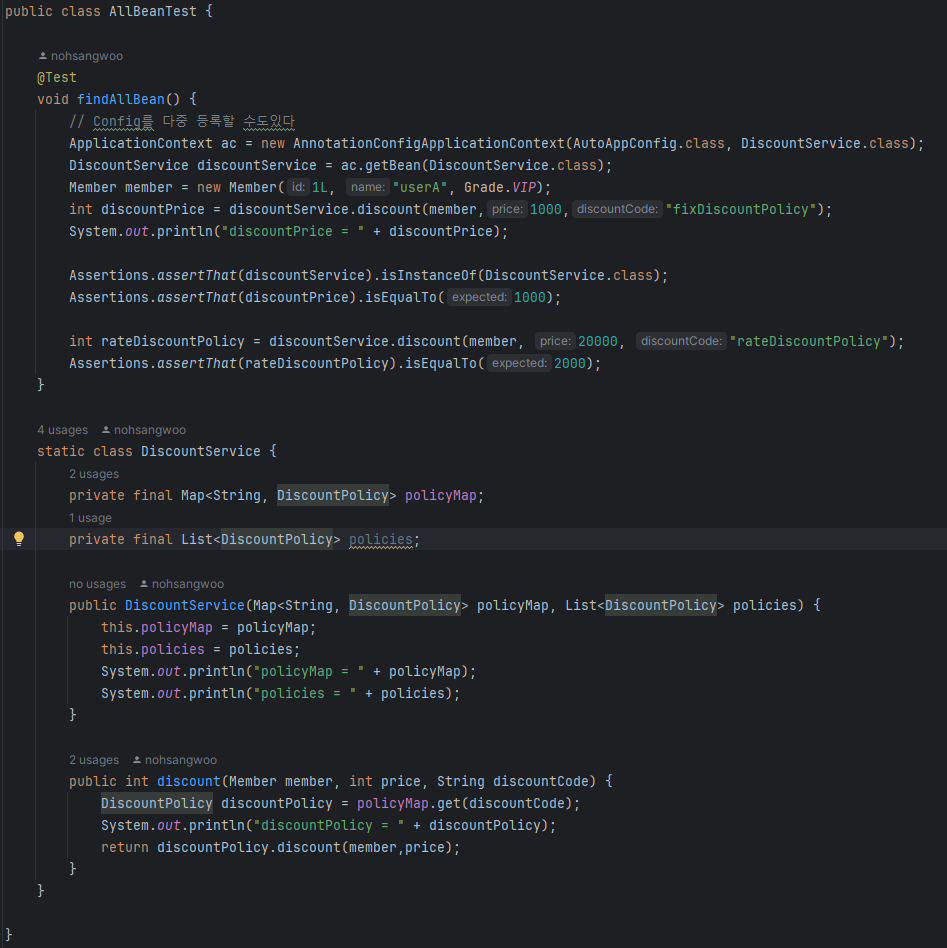 public class AllBeanTest {
nohsangwoo
@Test
void findAllBean() {
// Config를 다중 등록할 수도있다
ApplicationContext ac = new AnnotationConfigApplicationContext(AutoAppConfig.class, DiscountService.class);
DiscountService discountService = ac.getBean(DiscountService.class);
Member member = new Member( id: 1L, name: "userA", Grade.VIP);
int discountPrice = discountService.discount(member, price: 1000, discountCode: "fixDiscountPolicy");
System.out.println("discountPrice = " + discountPrice);
Assertions.assertThat(discountService).isInstanceOf(DiscountService.class);
Assertions.assertThat(discountPrice).isEqualTo( expected: 1000);
int rateDiscountPolicy = discountService.discount(member, price: 20000, discountCode: "rateDiscountPolicy");
Assertions.assertThat(rateDiscountPolicy).isEqualTo( expected: 2000);
}
4 usages nohsangwoo
static class DiscountService {
2 usages
private final Map<String, DiscountPolicy> policyMap;
1 usage
private final List<DiscountPolicy> policies;
no usages nohsangwoo
public DiscountService(Map<String, DiscountPolicy> policyMap, List<DiscountPolicy> policies) {
this.policyMap = policyMap;
this.policies = policies;
System.out.println("policyMap = " + policyMap);
System.out.println("policies = " + policies);
}
2 usages nohsangwoo
public int discount(Member member, int price, String discountCode) {
DiscountPolicy discountPolicy = policyMap.get(discountCode);
System.out.println("discountPolicy = " + discountPolicy);
return discountPolicy.discount(member,price);
}
}
}